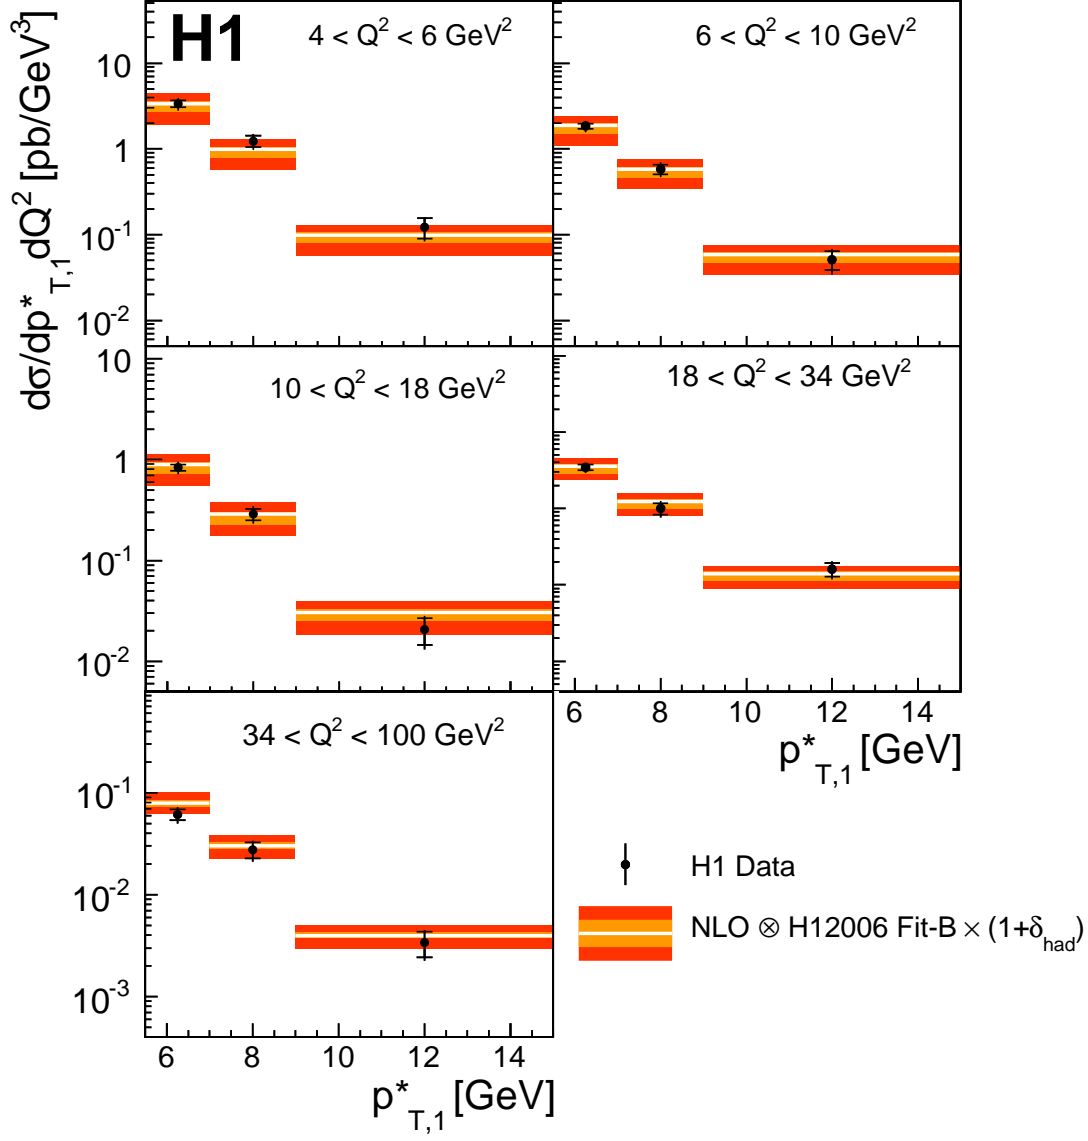 H1
dσ/dp*T,1 dQ² [pb/GeV³]
4 < Q² < 6 GeV²
6 < Q² < 10 GeV²
10
1
10⁻¹
10⁻²
10 < Q² < 18 GeV²
18 < Q² < 34 GeV²
10
1
10⁻¹
10⁻²
6 8 10 12 14
p*T,1 [GeV]
34 < Q² < 100 GeV²
10⁻¹
10⁻²
10⁻³
6 8 10 12 14
p*T,1 [GeV]
H1 Data
NLO ⊗ H12006 Fit-B × (1+δhad)